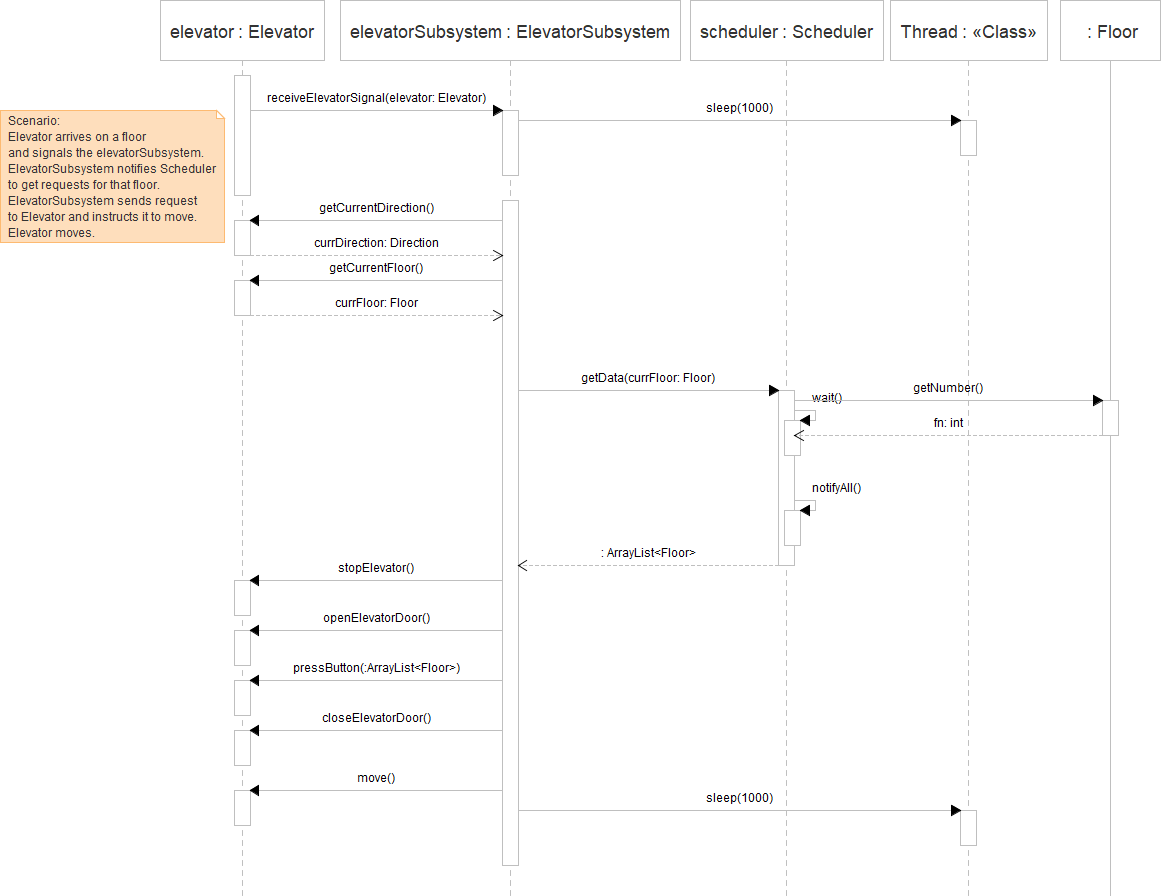 elevator : Elevator
elevatorSubsystem : ElevatorSubsystem
scheduler : Scheduler
Thread : «Class»
: Floor
receiveElevatorSignal(elevator: Elevator)
sleep(1000)
Scenario:
Elevator arrives on a floor
and signals the elevatorSubsystem.
ElevatorSubsystem notifies Scheduler
to get requests for that floor.
ElevatorSubsystem sends request
to Elevator and instructs it to move.
Elevator moves.
getCurrentDirection()
currDirection: Direction
getCurrentFloor()
currFloor: Floor
getData(currFloor: Floor)
wait()
getNumber()
fn: int
notifyAll()
: ArrayList<Floor>
stopElevator()
openElevatorDoor()
pressButton(:ArrayList<Floor>)
closeElevatorDoor()
move()
sleep(1000)